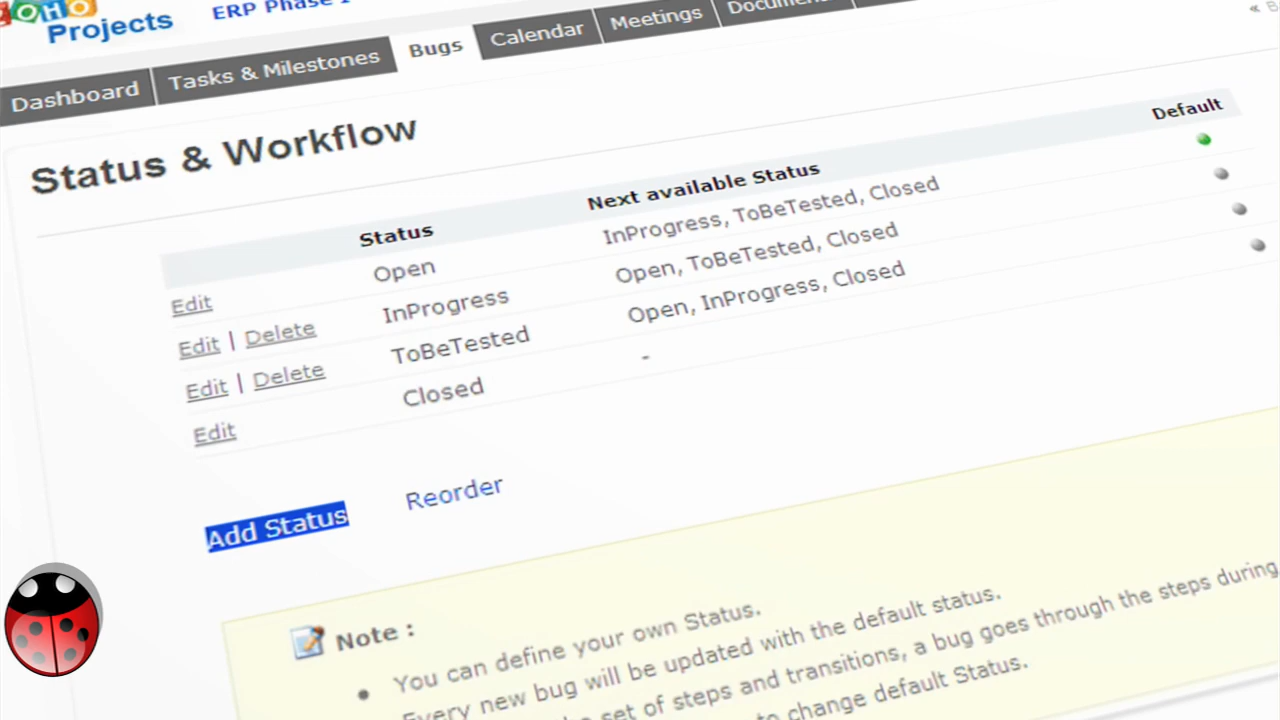 ZOHO
Projects
ERP Phase
Dashboard
Tasks & Milestones
Bugs
Calendar
Meetings
Status & Workflow
Status
Next available Status
Default
Edit
Open
InProgress, ToBeTested, Closed
Edit | Delete
InProgress
Open, ToBeTested, Closed
Edit | Delete
ToBeTested
Open, InProgress, Closed
Edit
Closed
-
Add Status
Reorder
Note :
• You can define your own Status.
Every new bug will be updated with the default status.
set of steps and transitions, a bug goes through the steps during
to change default Status.